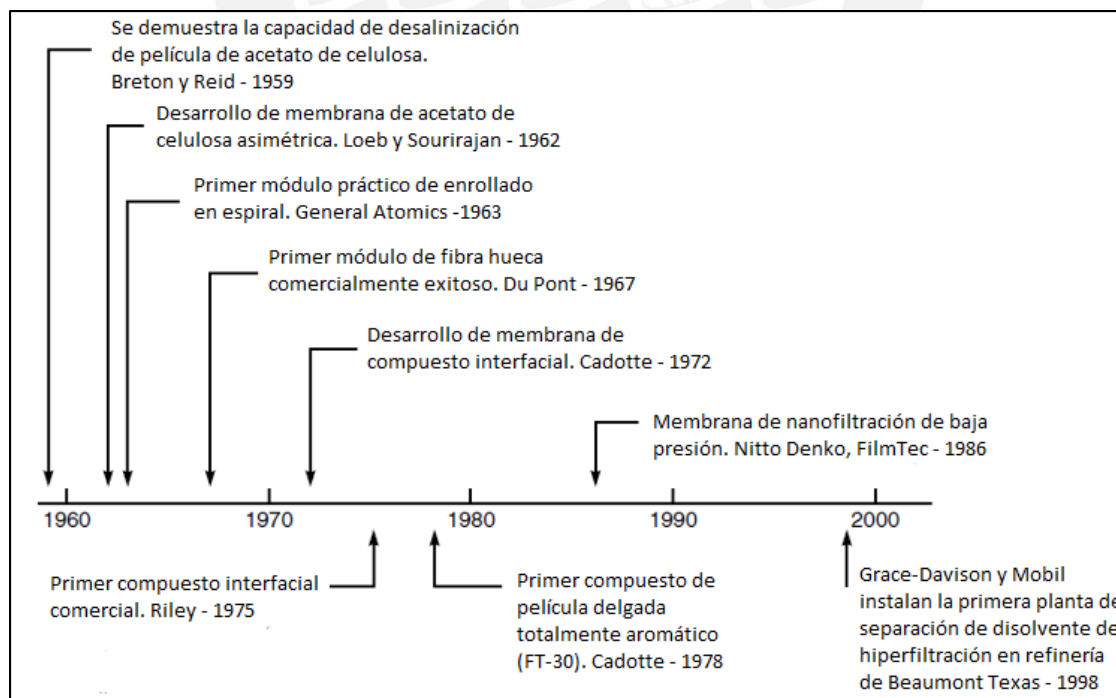 Se demuestra la capacidad de desalinización
de película de acetato de celulosa.
Breton y Reid - 1959
Desarrollo de membrana de acetato de
celulosa asimétrica. Loeb y Sourirajan - 1962
Primer módulo práctico de enrollado
en espiral. General Atomics -1963
Primer módulo de fibra hueca
comercialmente exitoso. Du Pont - 1967
Desarrollo de membrana de
compuesto interfacial. Cadotte - 1972
Membrana de nanofiltración de baja
presión. Nitto Denko, FilmTec - 1986
1960 1970 1980 1990 2000
Primer compuesto interfacial
comercial. Riley - 1975
Primer compuesto de
película delgada
totalmente aromático
(FT-30). Cadotte - 1978
Grace-Davison y Mobil
instalan la primera planta de
separación de disolvente de
hiperfiltración en refinería
de Beaumont Texas - 1998